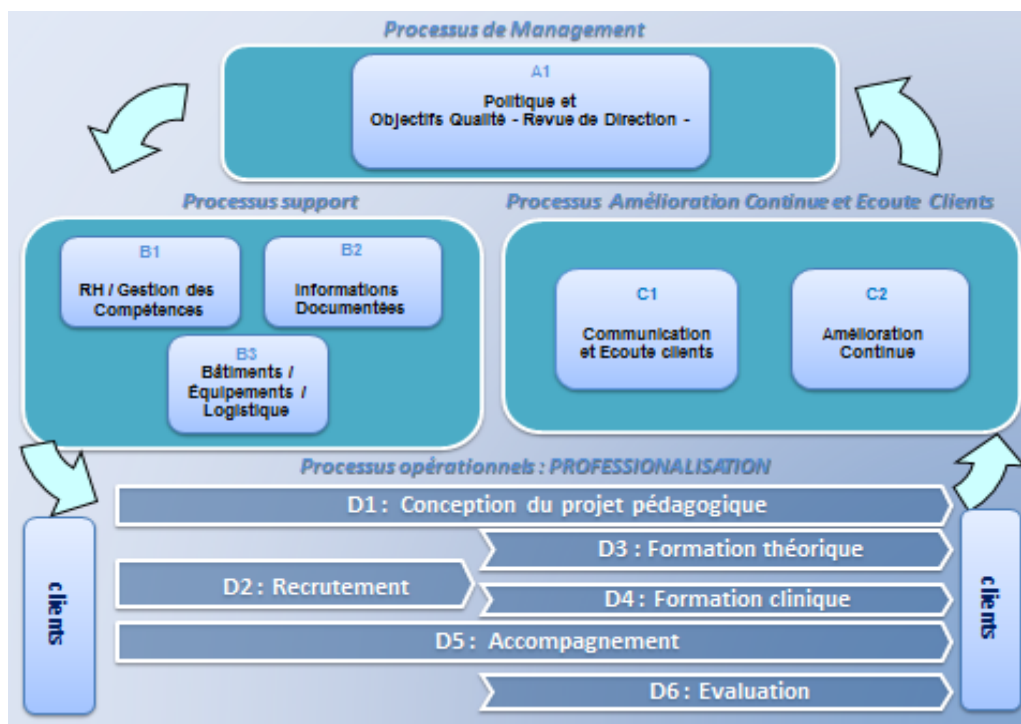 Processus de Management
A1
Politique et
Objectifs Qualité - Revue de Direction -
Processus support
B1
RH / Gestion des
Compétences
B2
Informations
Documentées
B3
Bâtiments /
Équipements /
Logistique
Processus Amélioration Continue et Ecoute Clients
C1
Communication
et Ecoute clients
C2
Amélioration
Continue
Processus opérationnels : PROFESSIONALISATION
clients
D1 : Conception du projet pédagogique
D3 : Formation théorique
D2 : Recrutement
D4 : Formation clinique
D5 : Accompagnement
D6 : Evaluation
clients